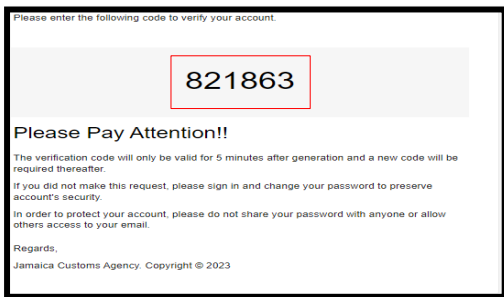 Please enter the following code to verify your account.
821863
Please Pay Attention!!
The verification code will only be valid for 5 minutes after generation and a new code will be
required thereafter.
If you did not make this request, please sign in and change your password to preserve
account's security.
In order to protect your account, please do not share your password with anyone or allow
others access to your email.
Regards,
Jamaica Customs Agency. Copyright © 2023